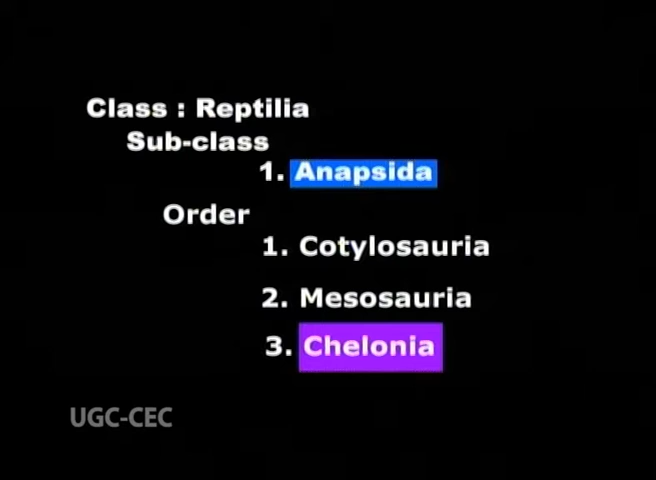 Class : Reptilia
Sub-class
1. Anapsida
Order
1. Cotylosauria
2. Mesosauria
3. Chelonia
UGC-CEC